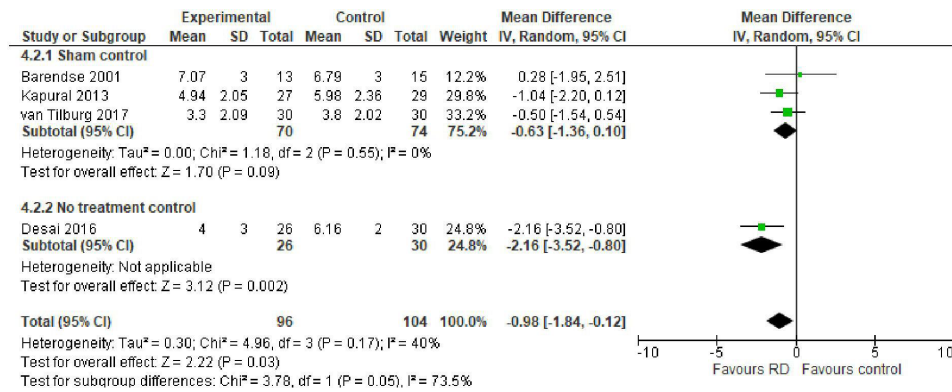 Experimental Control Mean Difference Mean Difference
Study or Subgroup Mean SD Total Mean SD Total Weight IV, Random, 95% CI IV, Random, 95% CI
4.2.1 Sham control
Barendse 2001 7.07 3 13 6.79 3 15 12.2% 0.28 [-1.95, 2.51]
Kapural 2013 4.94 2.05 27 5.98 2.36 29 29.8% -1.04 [-2.20, 0.12]
van Tilburg 2017 3.3 2.09 30 3.8 2.02 30 33.2% -0.50 [-1.54, 0.54]
Subtotal (95% CI) 70 74 75.2% -0.63 [-1.36, 0.10]
Heterogeneity: Tau² = 0.00; Chi² = 1.18, df = 2 (P = 0.55); I² = 0%
Test for overall effect: Z = 1.70 (P = 0.09)
4.2.2 No treatment control
Desai 2016 4 3 26 6.16 2 30 24.8% -2.16 [-3.52, -0.80]
Subtotal (95% CI) 26 30 24.8% -2.16 [-3.52, -0.80]
Heterogeneity: Not applicable
Test for overall effect: Z = 3.12 (P = 0.002)
Total (95% CI) 96 104 100.0% -0.98 [-1.84, -0.12]
Heterogeneity: Tau² = 0.30; Chi² = 4.96, df = 3 (P = 0.17); I² = 40%
Test for overall effect: Z = 2.22 (P = 0.03)
Test for subgroup differences: Chi² = 3.78, df = 1 (P = 0.05), I² = 73.5%
-10 -5 0 5 10
Favours RD Favours control